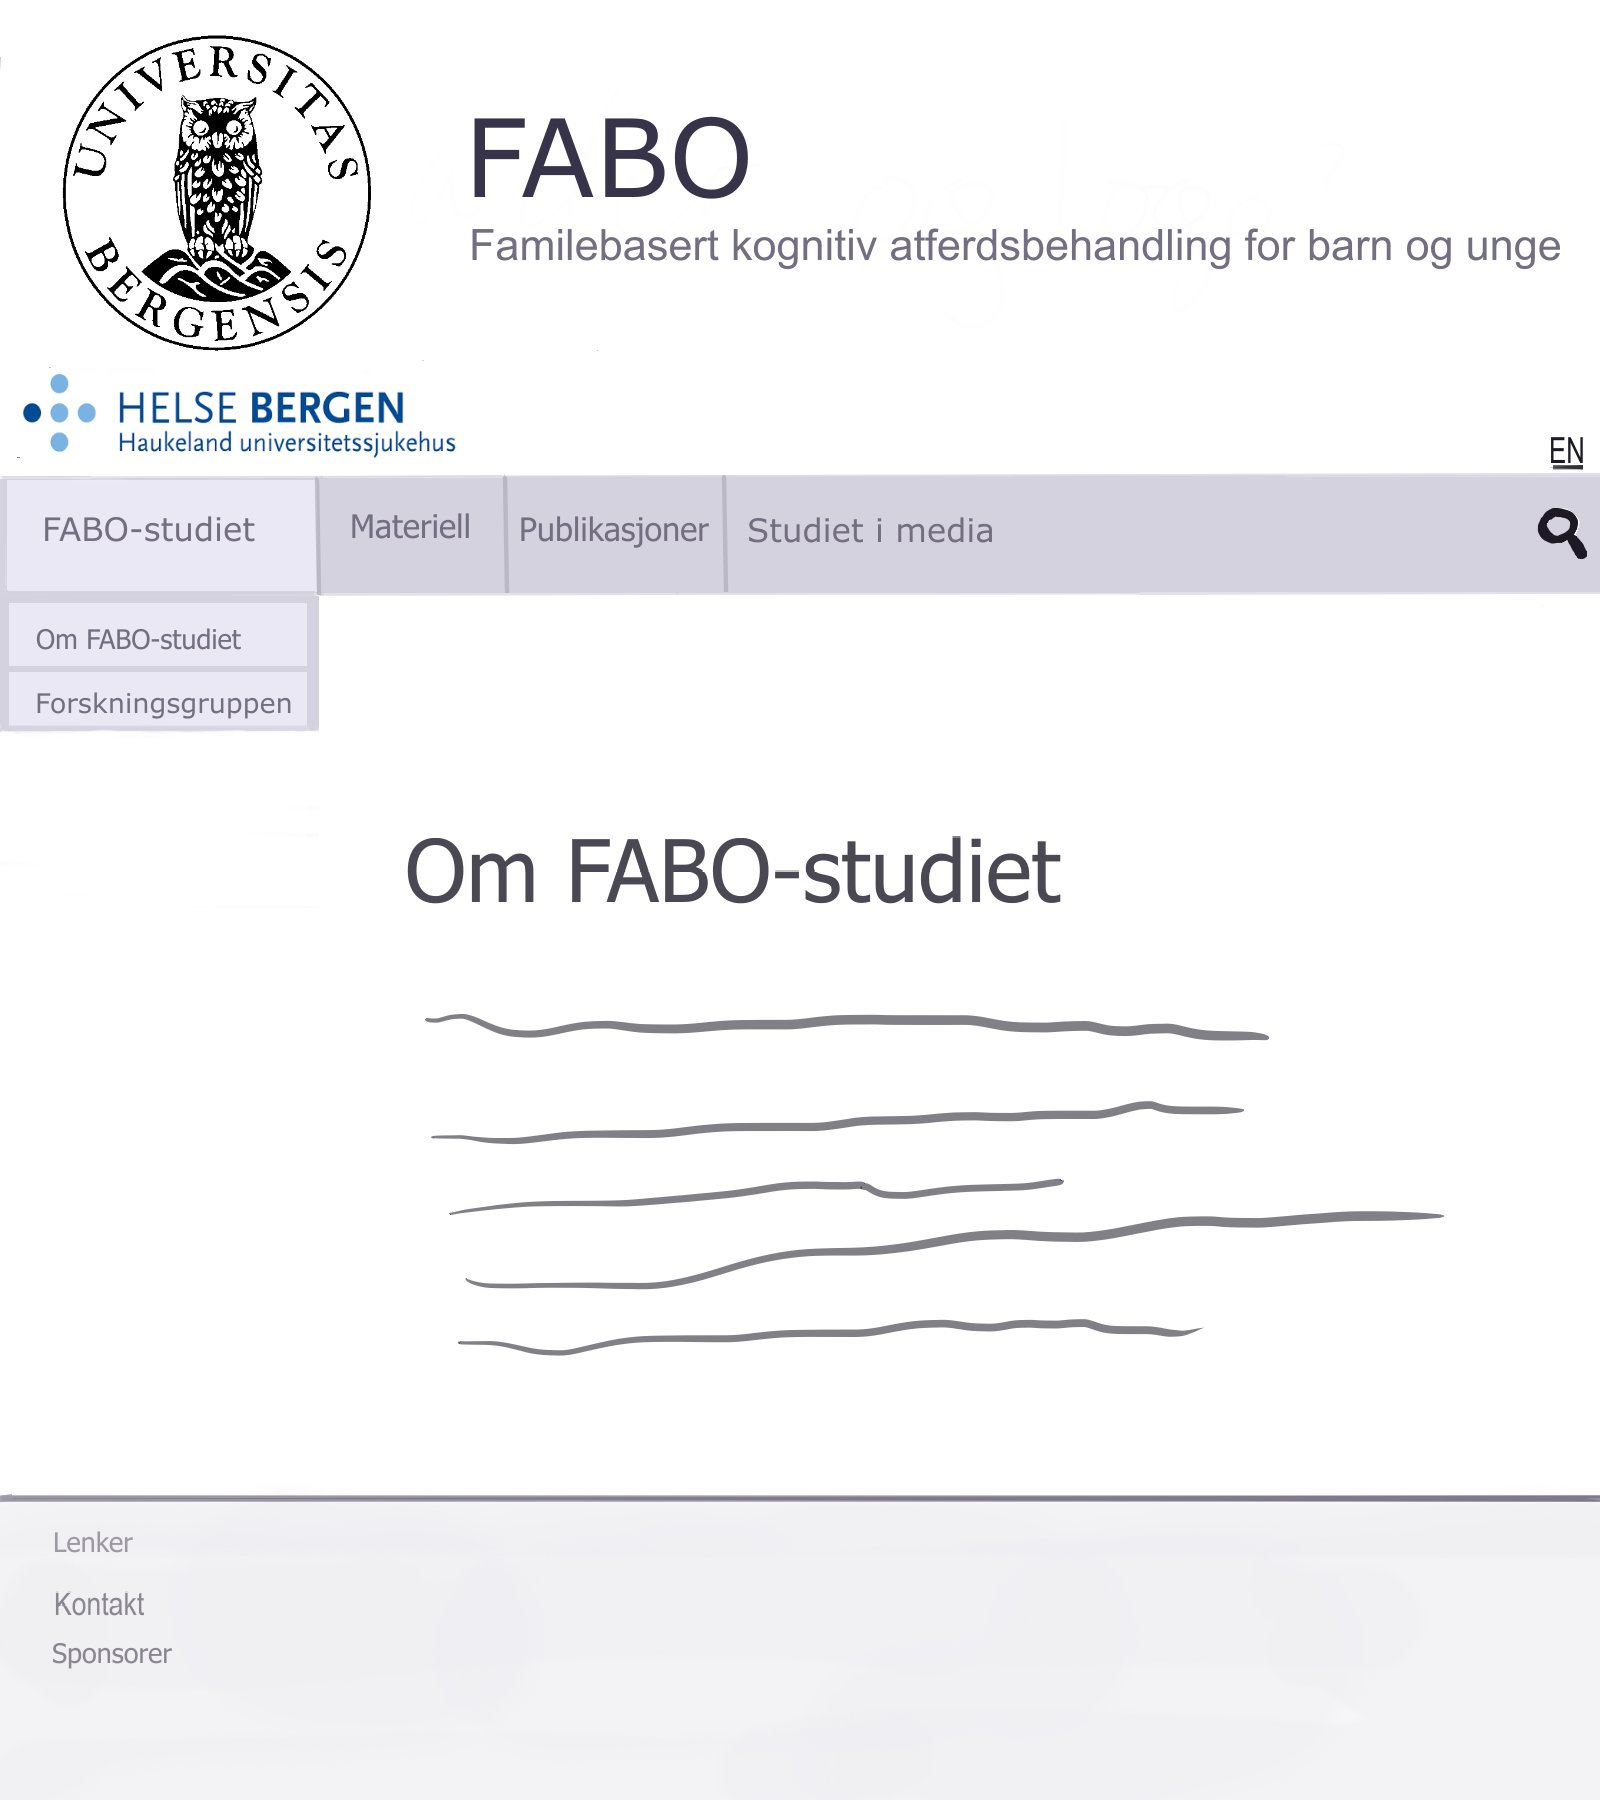 UNIVERSITAS
BERGENSIS
FABO
Familebasert kognitiv atferdsbehandling for barn og unge
HELSE BERGEN
Haukeland universitetssjukehus
EN
FABO-studiet
Materiell
Publikasjoner
Studiet i media
Om FABO-studiet
Forskningsgruppen
Om FABO-studiet
Lenker
Kontakt
Sponsorer